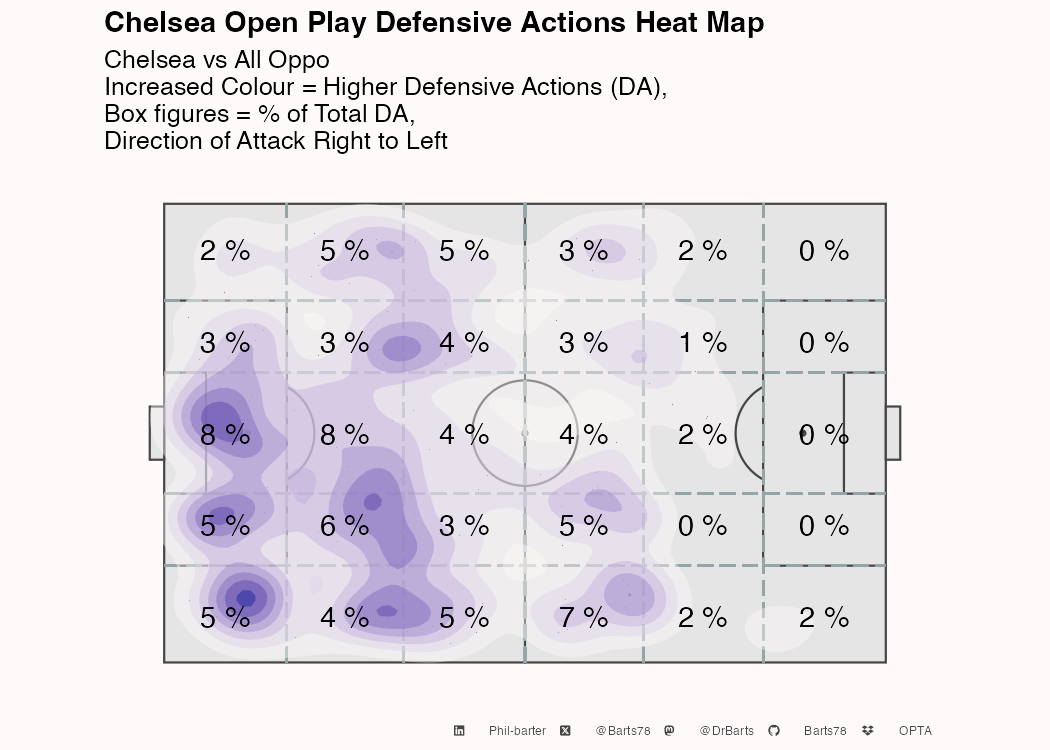 Chelsea Open Play Defensive Actions Heat Map
Chelsea vs All Oppo
Increased Colour = Higher Defensive Actions (DA),
Box figures = % of Total DA,
Direction of Attack Right to Left
2 % 5 % 5 % 3 % 2 % 0 %
3 % 3 % 4 % 3 % 1 % 0 %
8 % 8 % 4 % 4 % 2 % 0 %
5 % 6 % 3 % 5 % 0 % 0 %
5 % 4 % 5 % 7 % 2 % 2 %
Phil-barter @Barts78 @DrBarts Barts78 OPTA